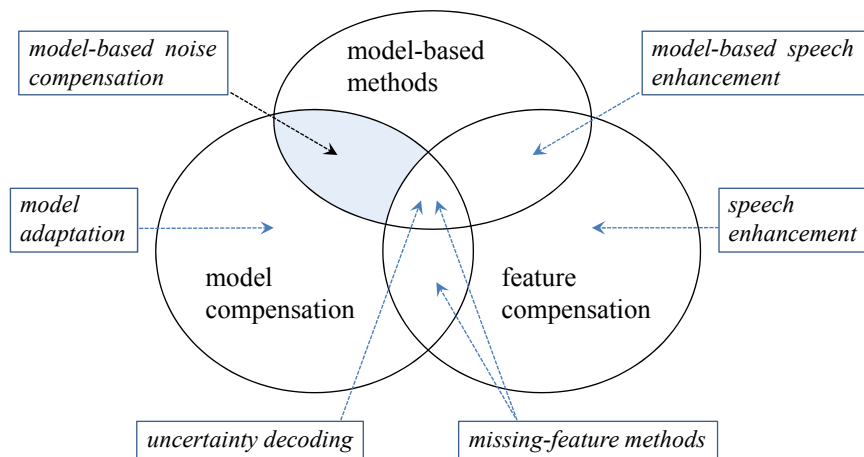 model-based noise
compensation
model-based
methods
model-based speech
enhancement
model
adaptation
speech
enhancement
model
compensation
feature
compensation
uncertainty decoding
missing-feature methods